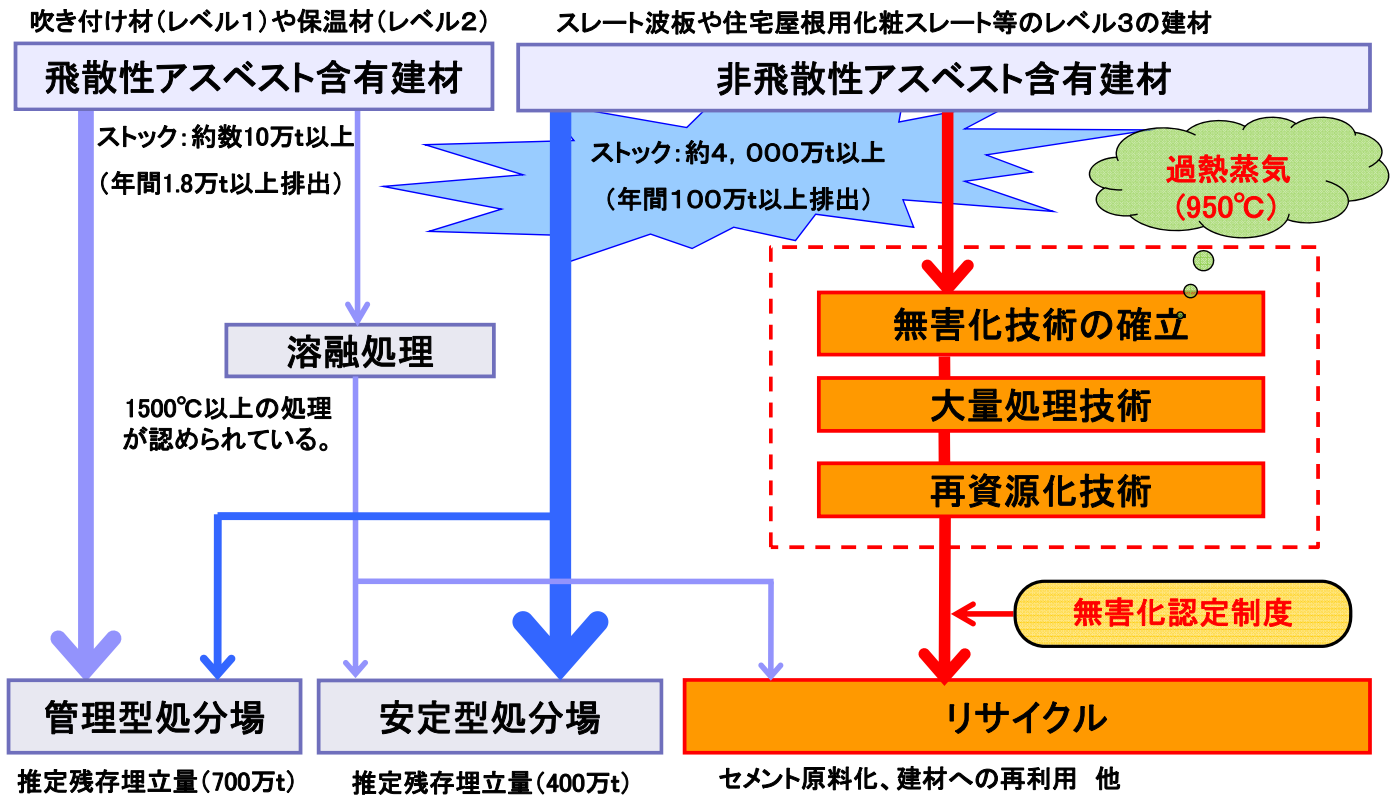 吹き付け材（レベル１）や保温材（レベル２）
スレート波板や住宅屋根用化粧スレート等のレベル３の建材
飛散性アスベスト含有建材
非飛散性アスベスト含有建材
ストック：約数10万t以上
（年間1.8万t以上排出）
ストック：約４，０００万t以上
（年間１００万t以上排出）
過熱蒸気
（950℃）
無害化技術の確立
溶融処理
大量処理技術
1500℃以上の処理
が認められている。
再資源化技術
無害化認定制度
管理型処分場
安定型処分場
リサイクル
推定残存埋立量（700万t）
推定残存埋立量（400万t）
セメント原料化、建材への再利用　他